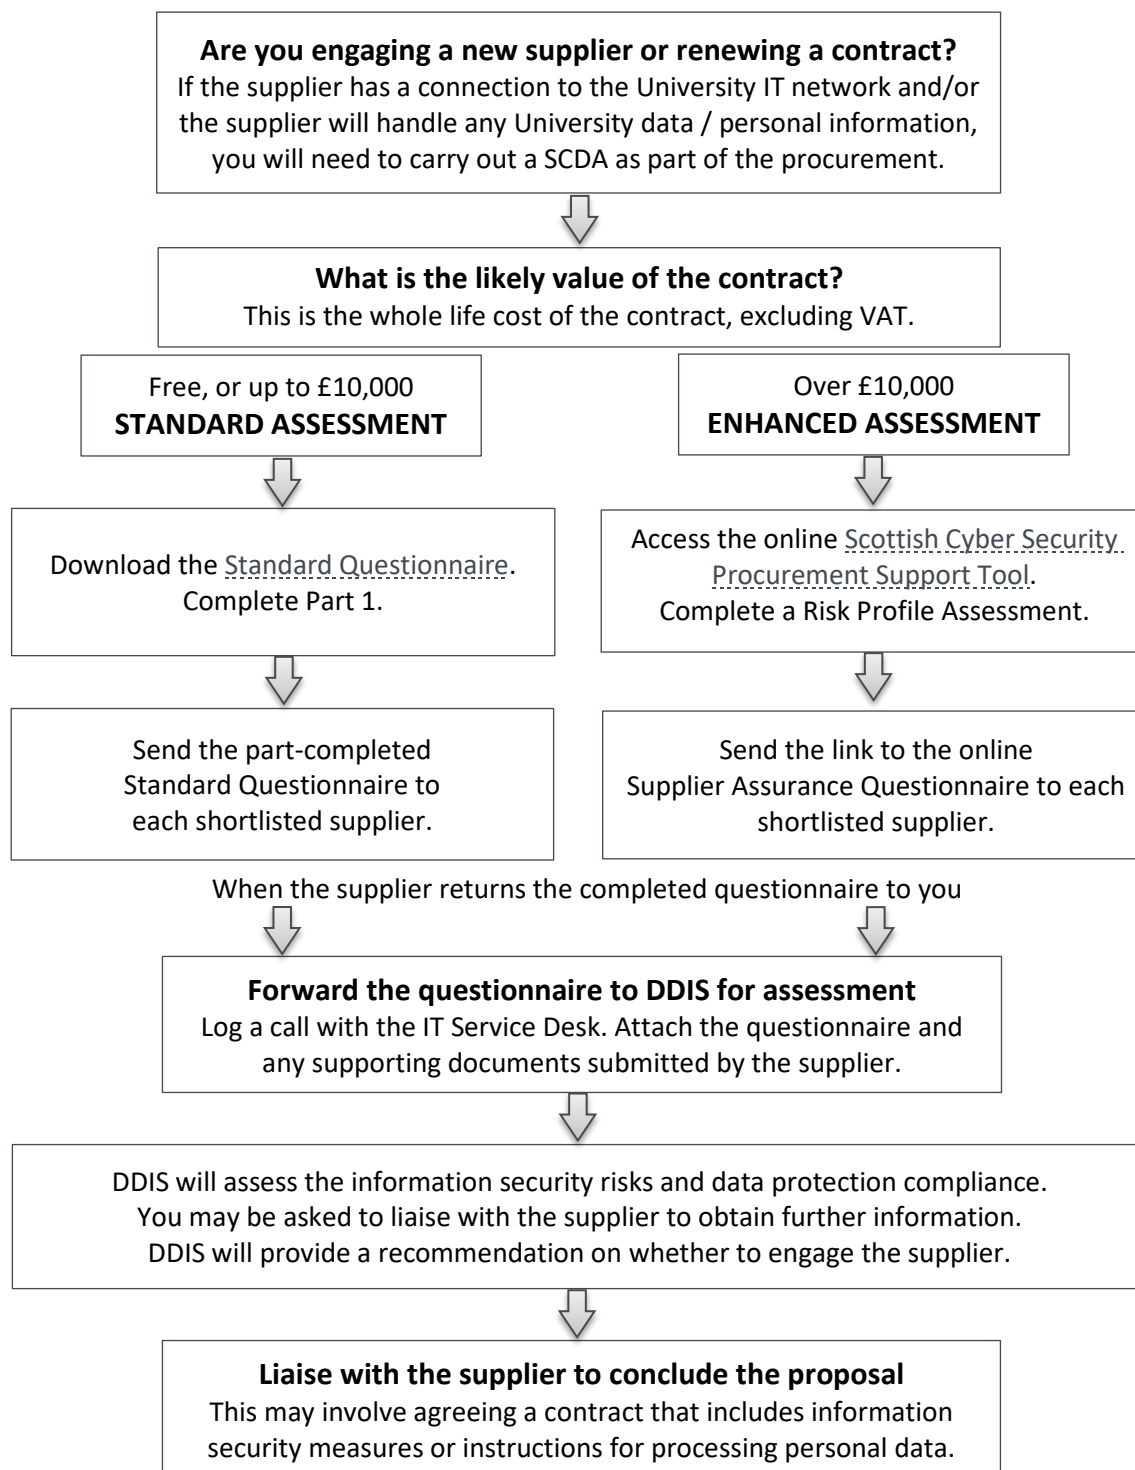 Are you engaging a new supplier or renewing a contract?
If the supplier has a connection to the University IT network and/or
the supplier will handle any University data / personal information,
you will need to carry out a SCDA as part of the procurement.
What is the likely value of the contract?
This is the whole life cost of the contract, excluding VAT.
Free, or up to £10,000
STANDARD ASSESSMENT
Over £10,000
ENHANCED ASSESSMENT
Download the Standard Questionnaire.
Complete Part 1.
Access the online Scottish Cyber Security
Procurement Support Tool.
Complete a Risk Profile Assessment.
Send the part-completed
Standard Questionnaire to
each shortlisted supplier.
Send the link to the online
Supplier Assurance Questionnaire to each
shortlisted supplier.
When the supplier returns the completed questionnaire to you
Forward the questionnaire to DDIS for assessment
Log a call with the IT Service Desk. Attach the questionnaire and
any supporting documents submitted by the supplier.
DDIS will assess the information security risks and data protection compliance.
You may be asked to liaise with the supplier to obtain further information.
DDIS will provide a recommendation on whether to engage the supplier.
Liaise with the supplier to conclude the proposal
This may involve agreeing a contract that includes information
security measures or instructions for processing personal data.